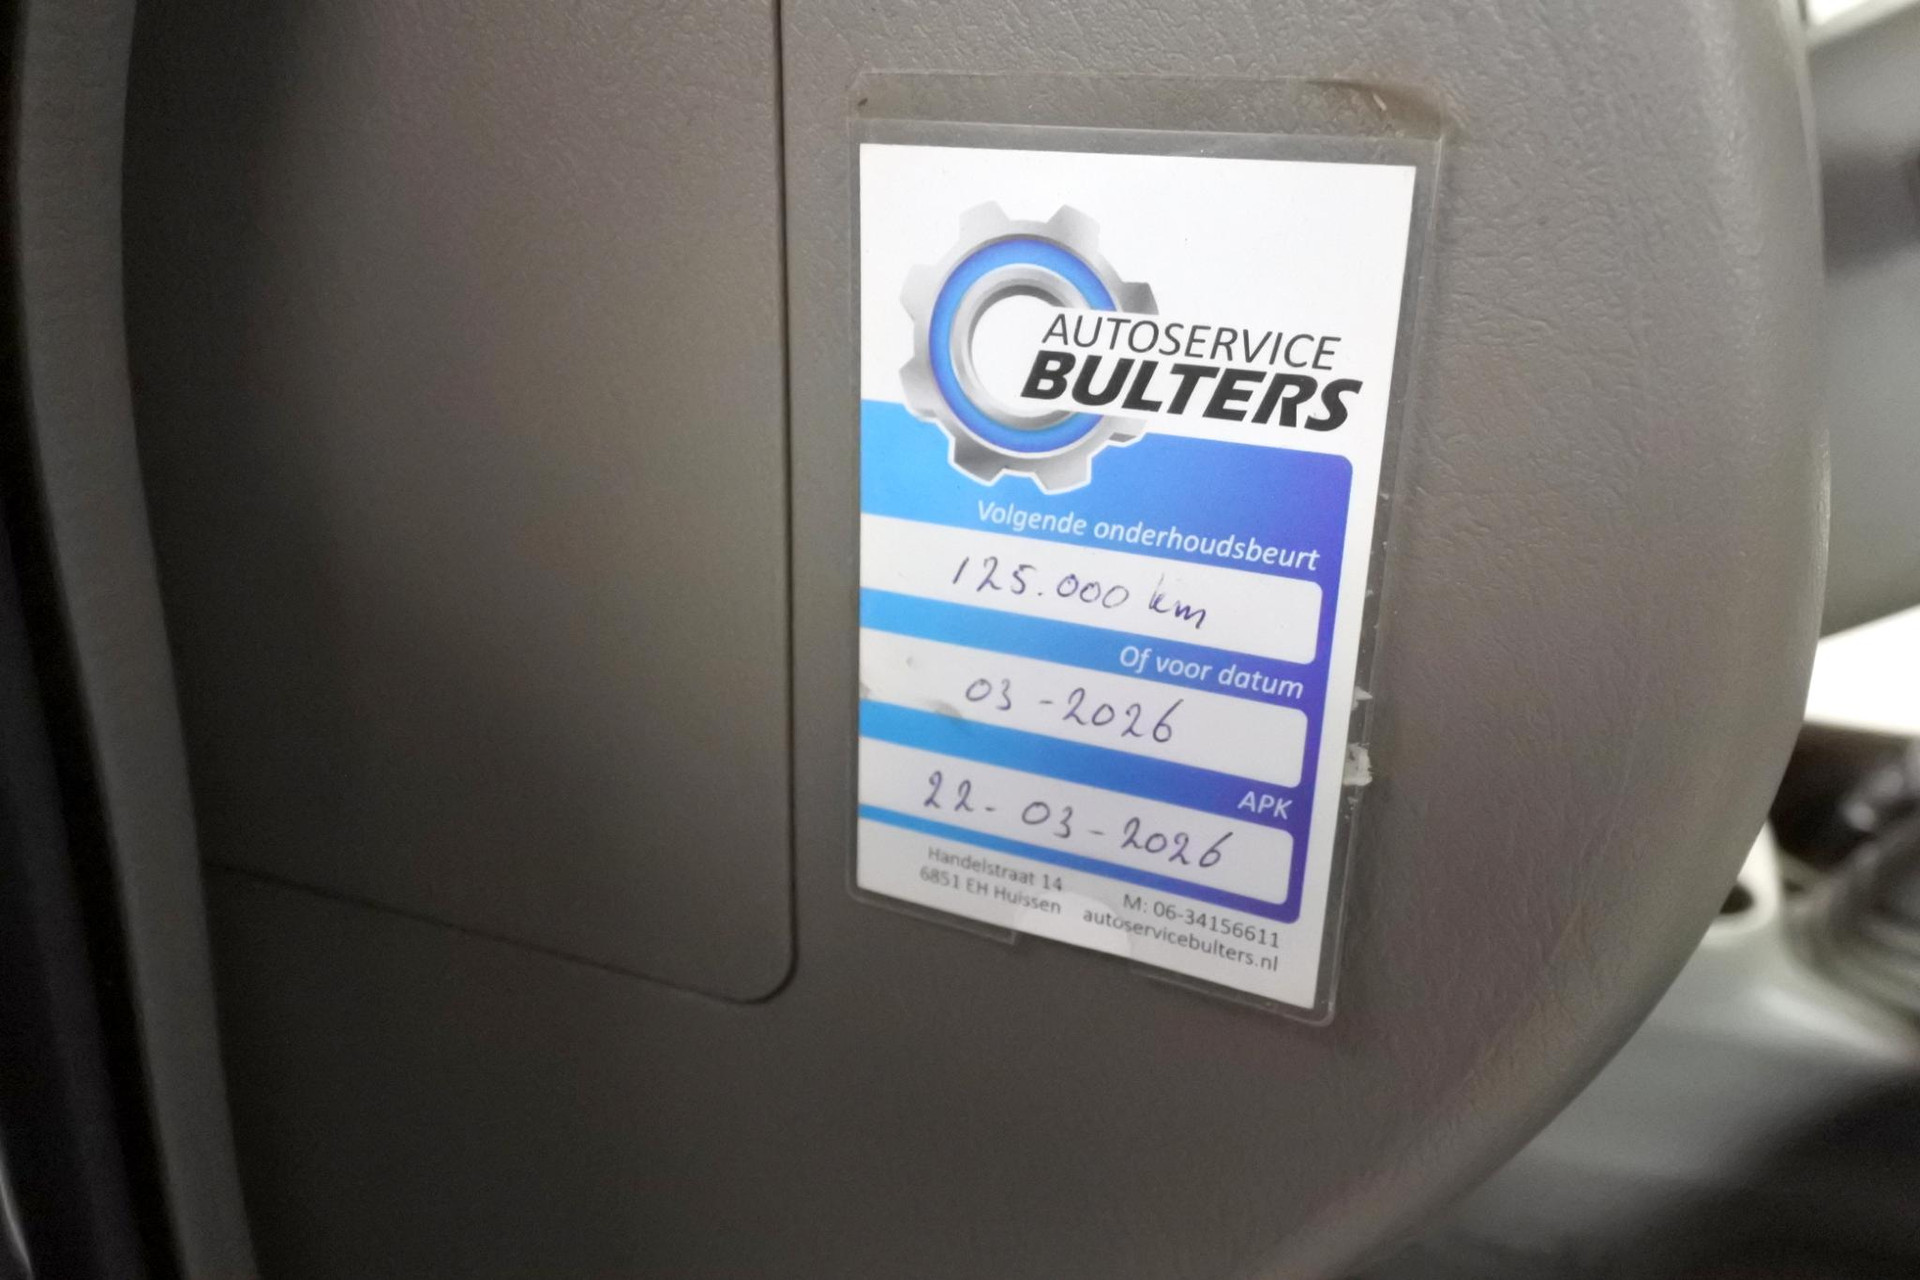 AUTOSERVICE
BULTERS
Volgende onderhoudsbeurt
125.000 km
Of voor datum
03-2026
APK
22-03-2026
Handelstraat 14
6851 EH Huissen
M: 06-34156611
autoservicebulters.nl